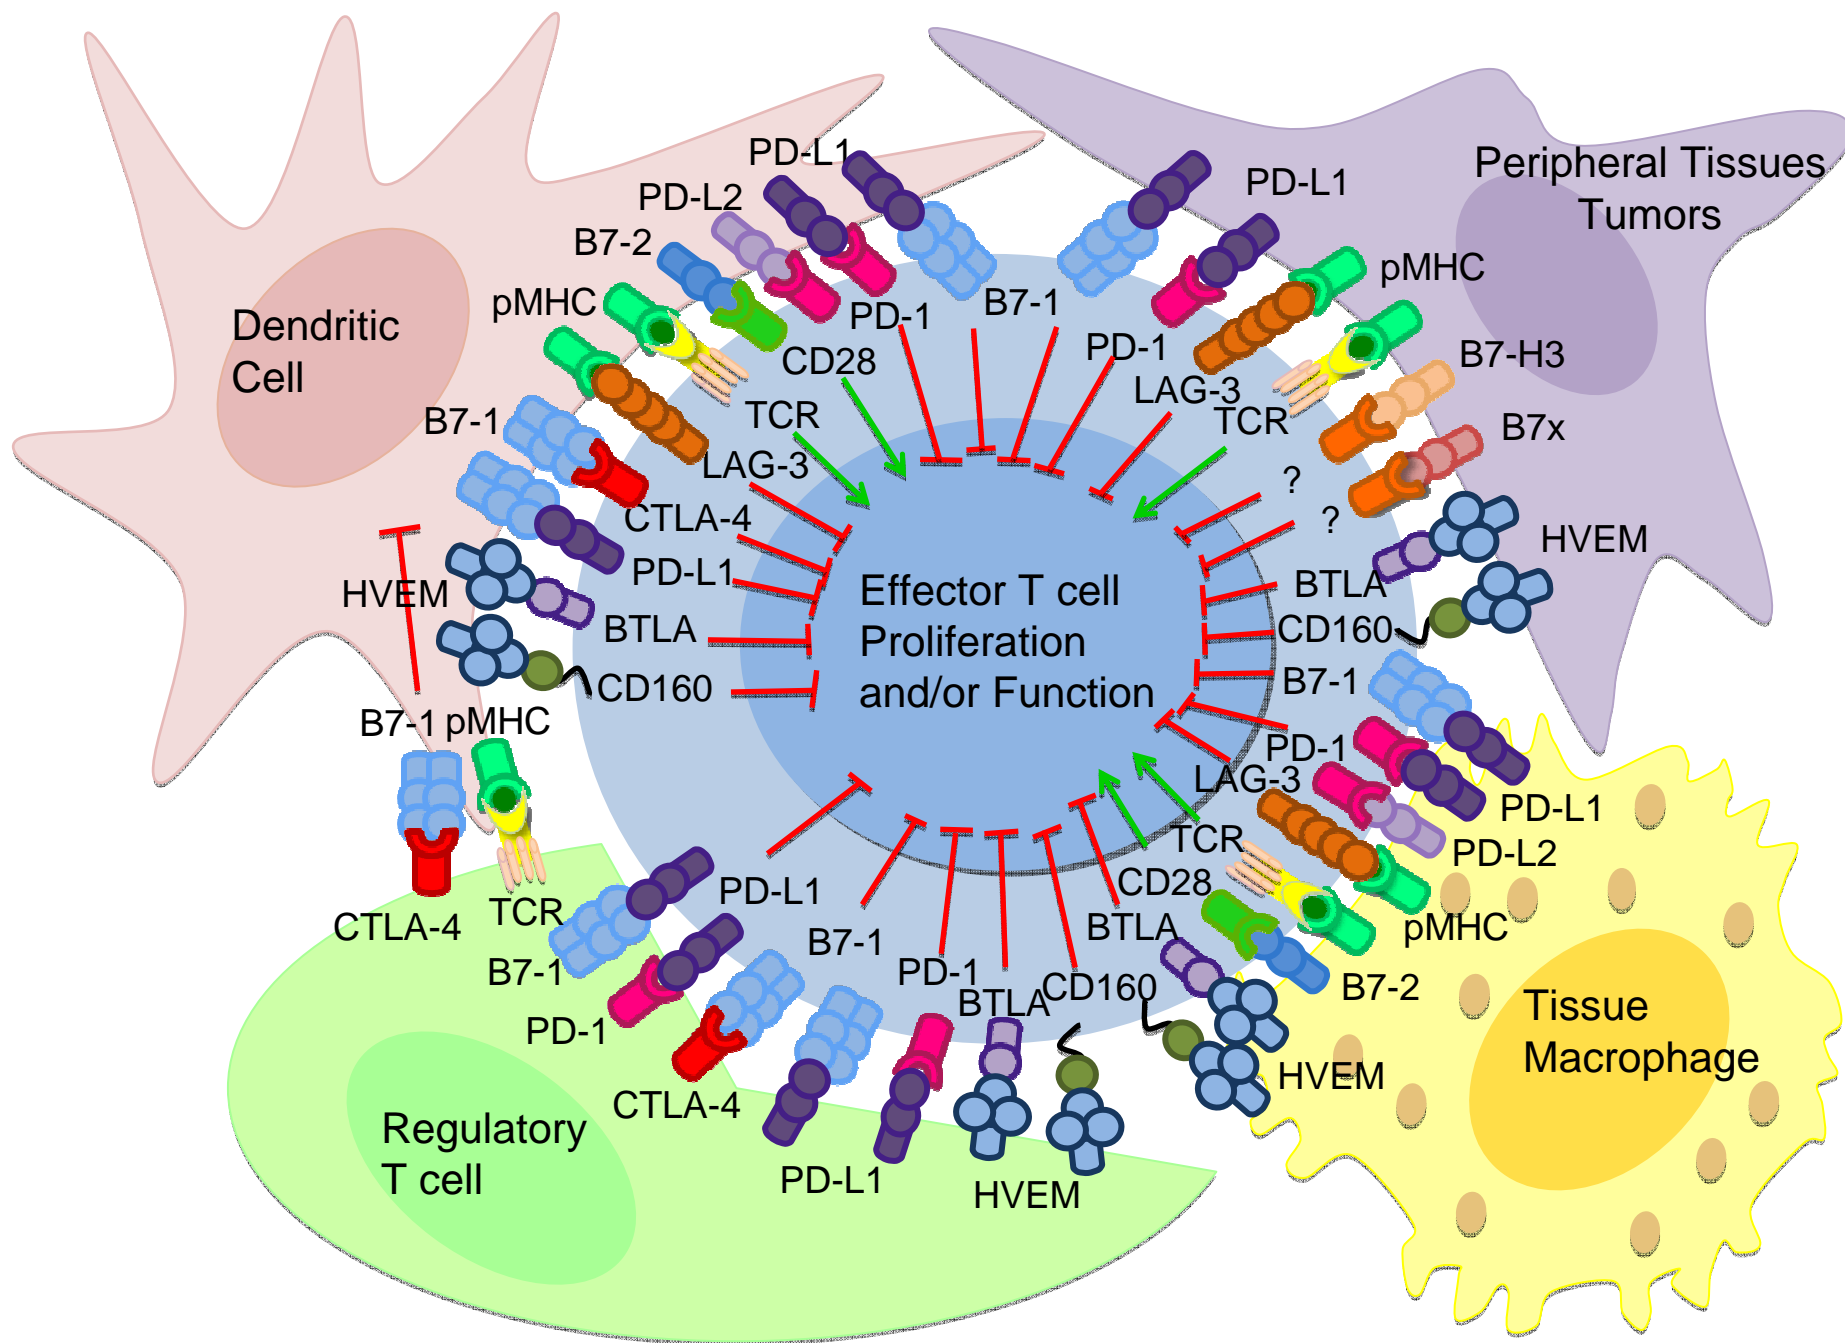 PD-L1
PD-L2
B7-2
pMHC
Dendritic
Cell
B7-1
PD-1
B7-1
CD28
TCR
LAG-3
CTLA-4
PD-L1
HVEM
BTLA
CD160
B7-1
pMHC
Peripheral Tissues
Tumors
PD-L1
pMHC
PD-1
LAG-3
TCR
B7-H3
B7x
?
?
HVEM
BTLA
CD160
B7-1
Effector T cell
Proliferation
and/or Function
PD-1
LAG-3
PD-L1
PD-L2
TCR
CD28
BTLA
pMHC
B7-2
HVEM
Tissue
Macrophage
CTLA-4
TCR
PD-L1
B7-1
B7-1
PD-1
PD-1
BTLA
CD160
CTLA-4
PD-L1
HVEM
Regulatory
T cell